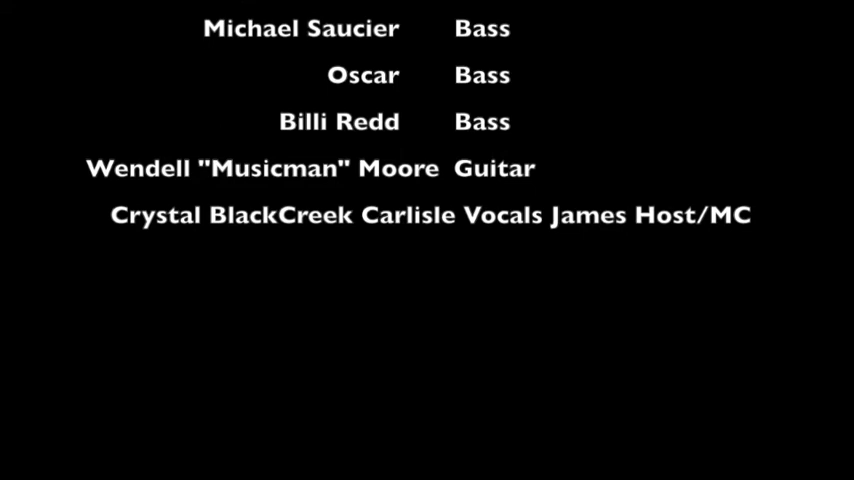 Michael Saucier Bass
Oscar Bass
Billi Redd Bass
Wendell "Musicman" Moore Guitar
Crystal BlackCreek Carlisle Vocals James Host/MC